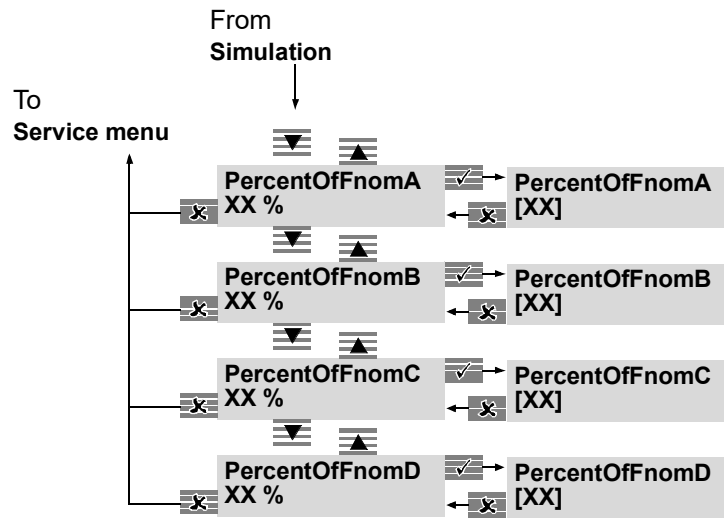 From
Simulation
To
Service menu
PercentOfFnomA
XX %
PercentOfFnomA
[XX]
PercentOfFnomB
XX %
PercentOfFnomB
[XX]
PercentOfFnomC
XX %
PercentOfFnomC
[XX]
PercentOfFnomD
XX %
PercentOfFnomD
[XX]